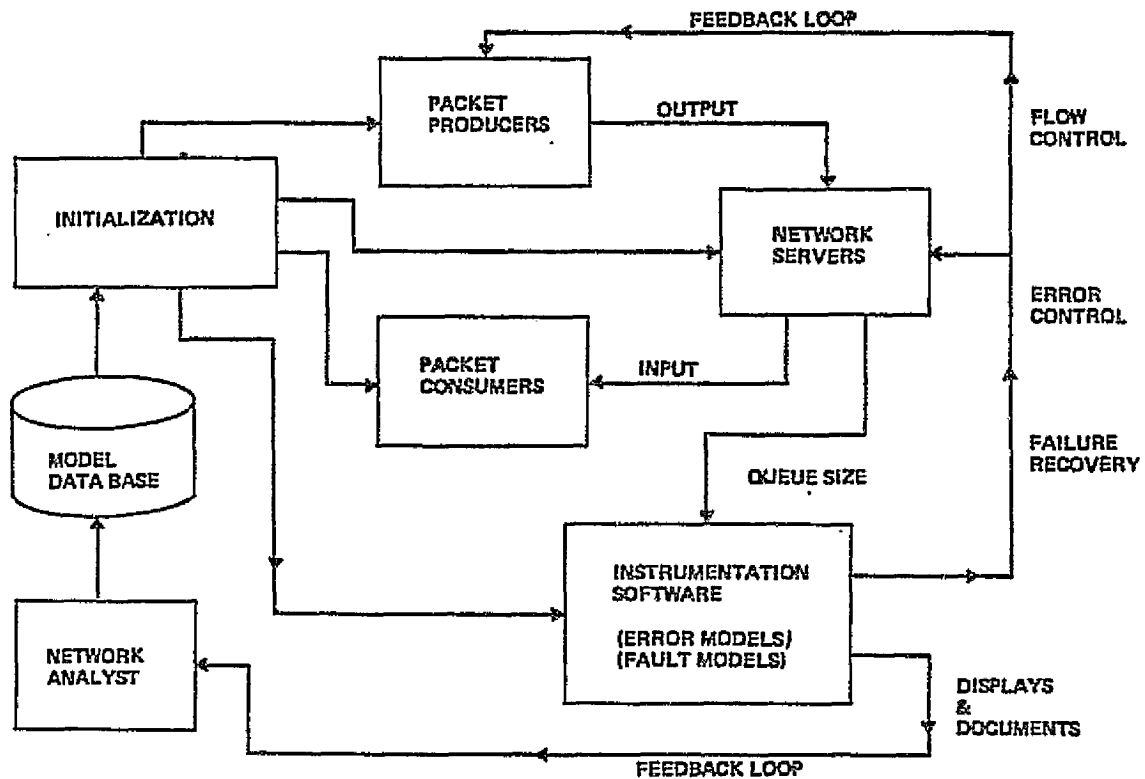 FEEDBACK LOOP
PACKET
PRODUCERS
OUTPUT
FLOW
CONTROL
INITIALIZATION
NETWORK
SERVERS
ERROR
CONTROL
PACKET
CONSUMERS
INPUT
MODEL
DATA BASE
FAILURE
RECOVERY
QUEUE SIZE
INSTRUMENTATION
SOFTWARE
(ERROR MODELS)
(FAULT MODELS)
NETWORK
ANALYST
DISPLAYS
&
DOCUMENTS
FEEDBACK LOOP